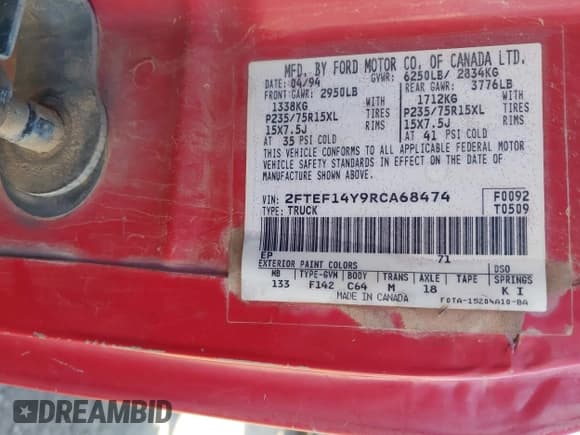 MFD. BY FORD MOTOR CO. OF CANADA LTD.
DATE: 04/94 GVWR: 6250LB/ 2834KG
FRONT GAWR: 2950LB REAR GAWR: 3776LB
1338KG WITH 1712KG WITH
P235/75R15XL TIRES P235/75R15XL TIRES
15X7.5J RIMS 15X7.5J RIMS
AT 35 PSI COLD AT 41 PSI COLD
THIS VEHICLE CONFORMS TO ALL APPLICABLE FEDERAL MOTOR
VEHICLE SAFETY STANDARDS IN EFFECT ON THE DATE OF
MANUFACTURE SHOWN ABOVE.
VIN: 2FTEF14Y9RCA68474 F0092
TYPE: TRUCK T0509
EP 71
EXTERIOR PAINT COLORS DSO
WB TYPE-GVW BODY TRANS AXLE TAPE SPRINGS
133 F142 C64 M 18 K I
MADE IN CANADA F0TA-15204A10-BA
DREAMBID